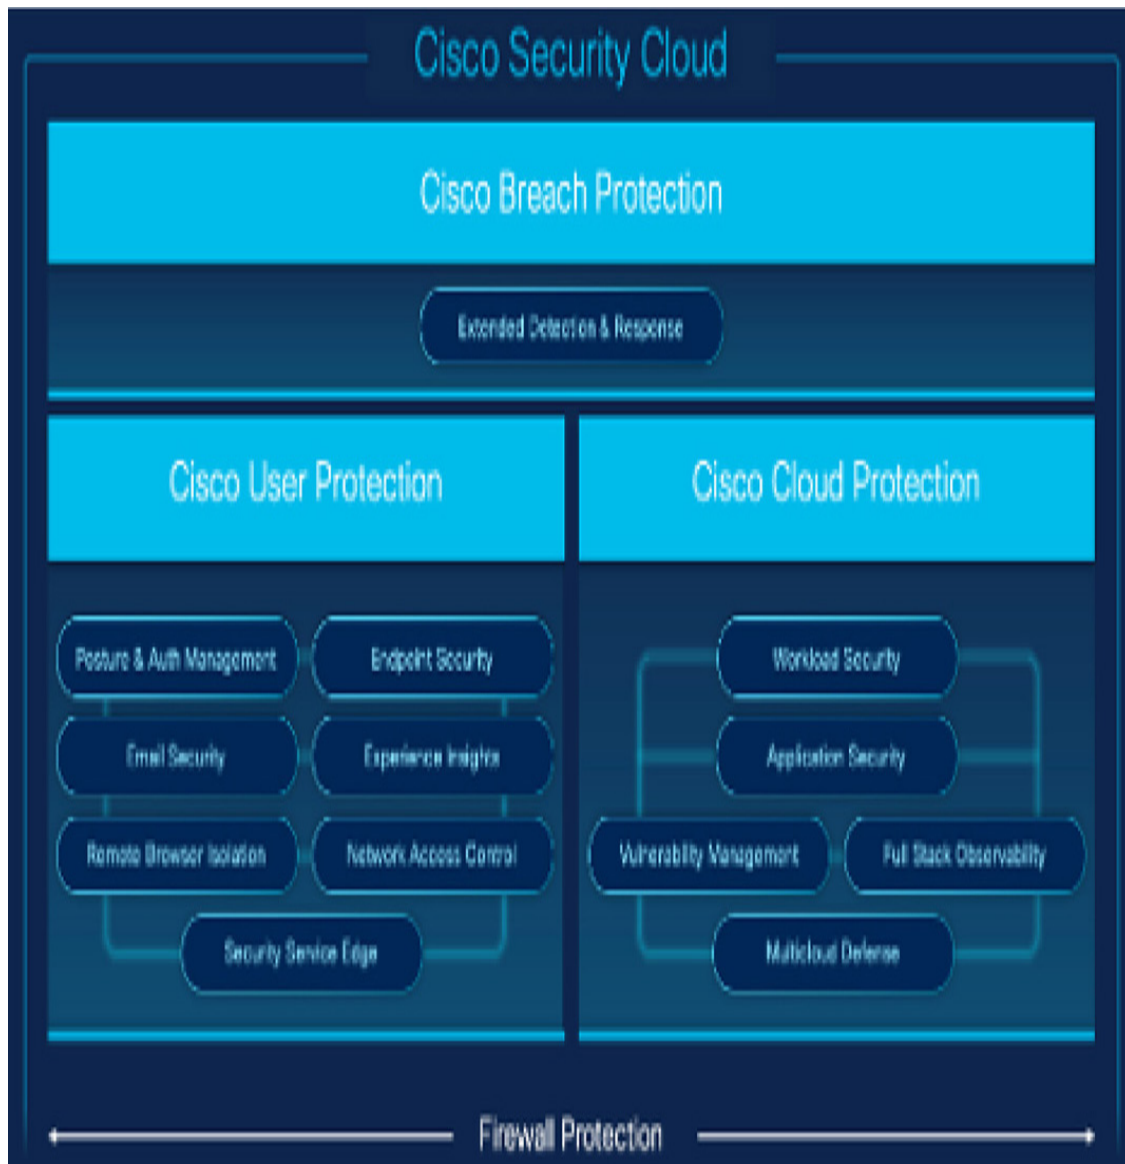 Cisco Security Cloud
Cisco Breach Protection
Extended Detection & Response
Cisco User Protection
Posture & Auth Management
Endpoint Security
Email Security
Experience Insights
Remote Browser Isolation
Network Access Control
Security Service Edge
Cisco Cloud Protection
Workload Security
Application Security
Vulnerability Management
Full Stack Observability
Multicloud Defense
Firewall Protection